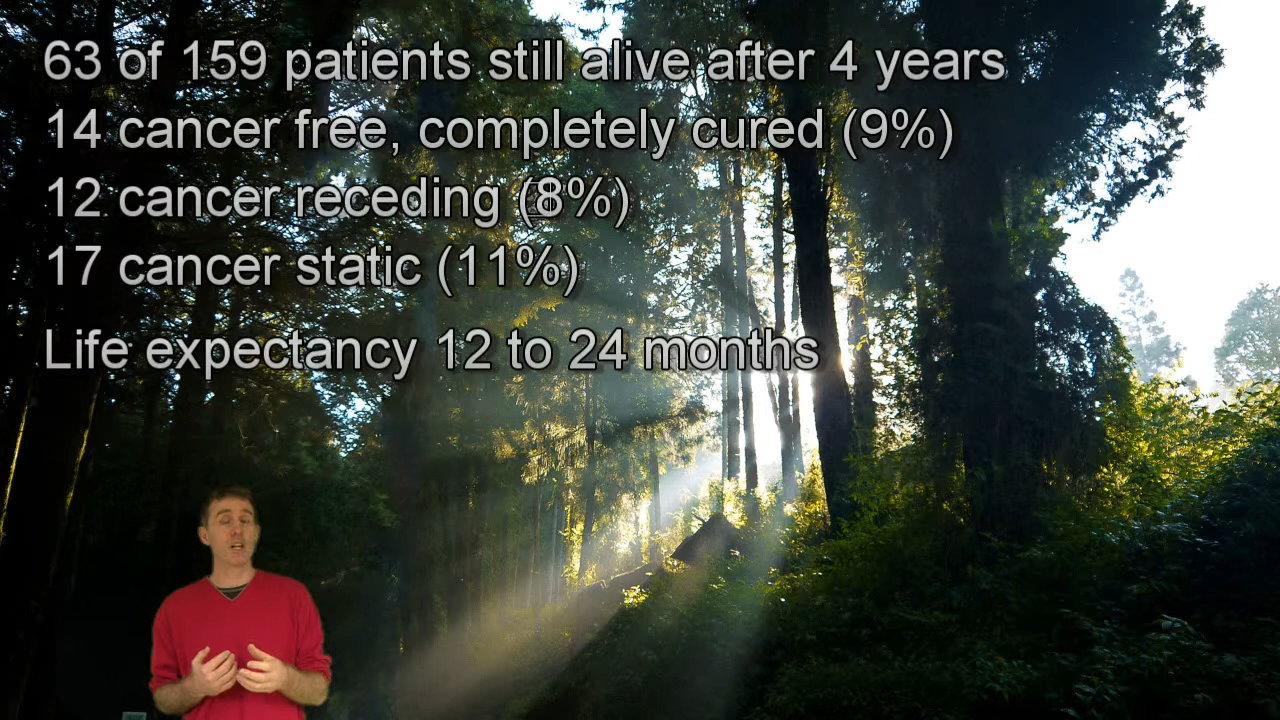 63 of 159 patients still alive after 4 years
14 cancer free, completely cured (9%)
12 cancer receding (8%)
17 cancer static (11%)
Life expectancy 12 to 24 months